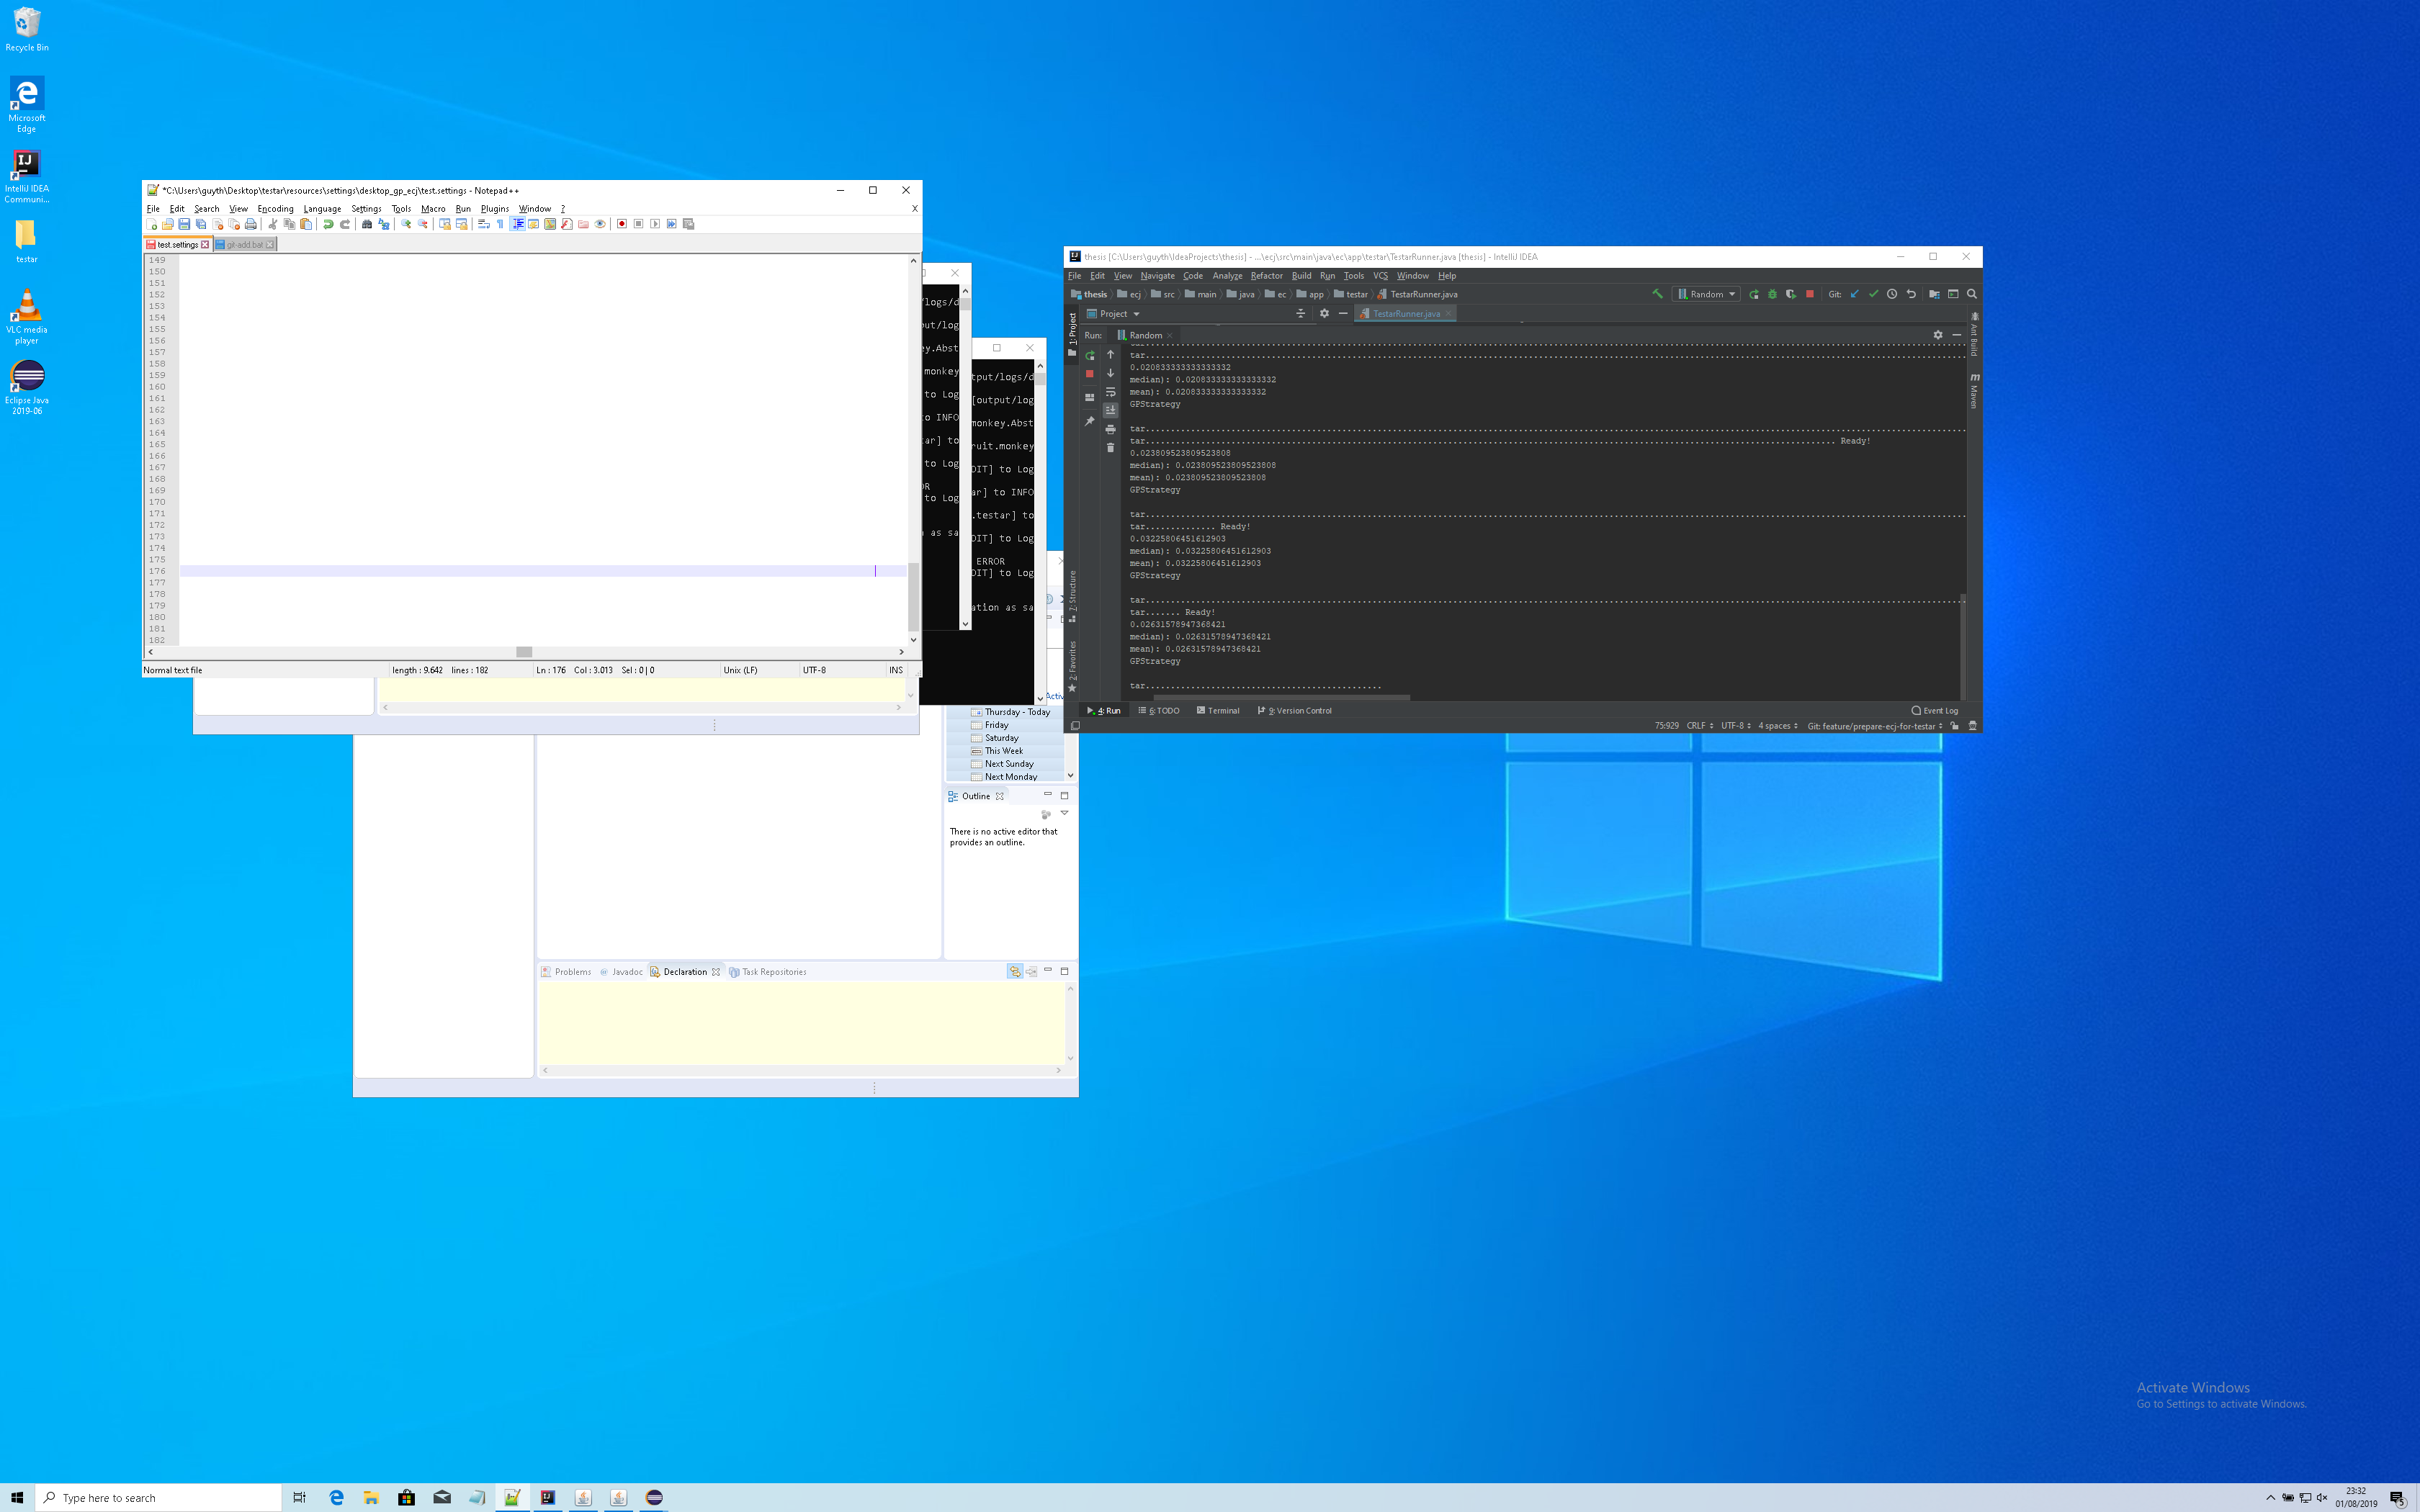 Recycle Bin
Microsoft
Edge
IntelliJ IDEA
Communi...
testar
VLC media
player
Eclipse Java
2019-06
*C:\Users\guyth\Desktop\testar\resources\settings\desktop_gp_ecj\test.settings - Notepad++
File Edit Search View Encoding Language Settings Tools Macro Run Plugins Window ? X
test.settings git-add.bat
149
150
151
152
153
154
155
156
157
158
159
160
161
162
163
164
165
166
167
168
169
170
171
172
173
174
175
176
177
178
179
180
181
182
Normal text file length : 9.642 lines : 182 Ln : 176 Col : 3.013 Sel : 0 | 0 Unix (LF) UTF-8 INS
/logs/d
put/log
ey.Abst
monkey
to Log
to INFO
tar] to
to Log
OR
to Log
n as sa
tput/logs/d
[output/log
monkey.Abst
ruit.monkey
DIT] to Log
ar] to INFO
.testar] to
DIT] to Log
ERROR
DIT] to Log
ation as sa
Activ
Thursday - Today
Friday
Saturday
This Week
Next Sunday
Next Monday
Outline
There is no active editor that
provides an outline.
Problems Javadoc Declaration Task Repositories
thesis [C:\Users\guyth\IdeaProjects\thesis] - ...\ecj\src\main\java\ec\app\testar\TestarRunner.java [thesis] - IntelliJ IDEA
File Edit View Navigate Code Analyze Refactor Build Run Tools VCS Window Help
thesis ecj src main java ec app testar TestarRunner.java Random Git:
Project TestarRunner.java
Run: Random
1: Project
7: Structure
2: Favorites
Ant Build
Maven
tar...
0.020833333333333332
median): 0.020833333333333332
mean): 0.020833333333333332
GPStrategy
tar...
tar... Ready!
0.023809523809523808
median): 0.023809523809523808
mean): 0.023809523809523808
GPStrategy
tar...
tar.............. Ready!
0.03225806451612903
median): 0.03225806451612903
mean): 0.03225806451612903
GPStrategy
tar...
tar....... Ready!
0.02631578947368421
median): 0.02631578947368421
mean): 0.02631578947368421
GPStrategy
tar...
4: Run 6: TODO Terminal 9: Version Control Event Log
75:929 CRLF UTF-8 4 spaces Git: feature/prepare-ecj-for-testar
Activate Windows
Go to Settings to activate Windows.
Type here to search
23:32
01/08/2019
5